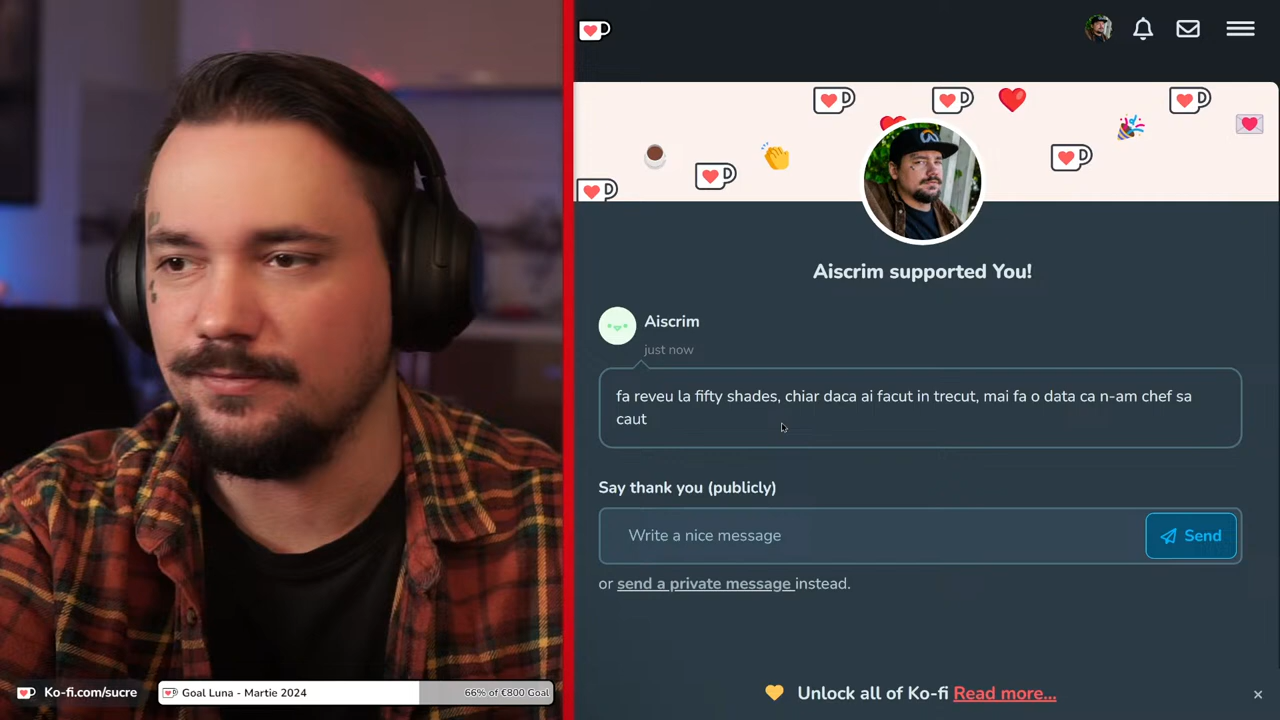 Aiscrim supported You!
Aiscrim
just now
fa reveu la fifty shades, chiar daca ai facut in trecut, mai fa o data ca n-am chef sa
caut
Say thank you (publicly)
Write a nice message
Send
or send a private message instead.
Unlock all of Ko-fi Read more...
Ko-fi.com/sucre
Goal Luna - Martie 2024
66% of €800 Goal